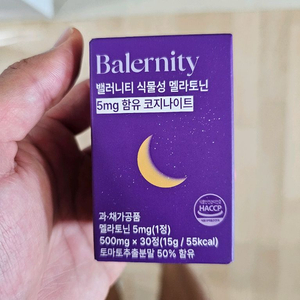 Balernity
밸러니티 식물성 멜라토닌
5mg 함유 코지나이트
HACCP
과·채가공품
멜라토닌 5mg(1정)
500mg × 30정(15g / 55kcal)
토마토추출분말 50% 함유